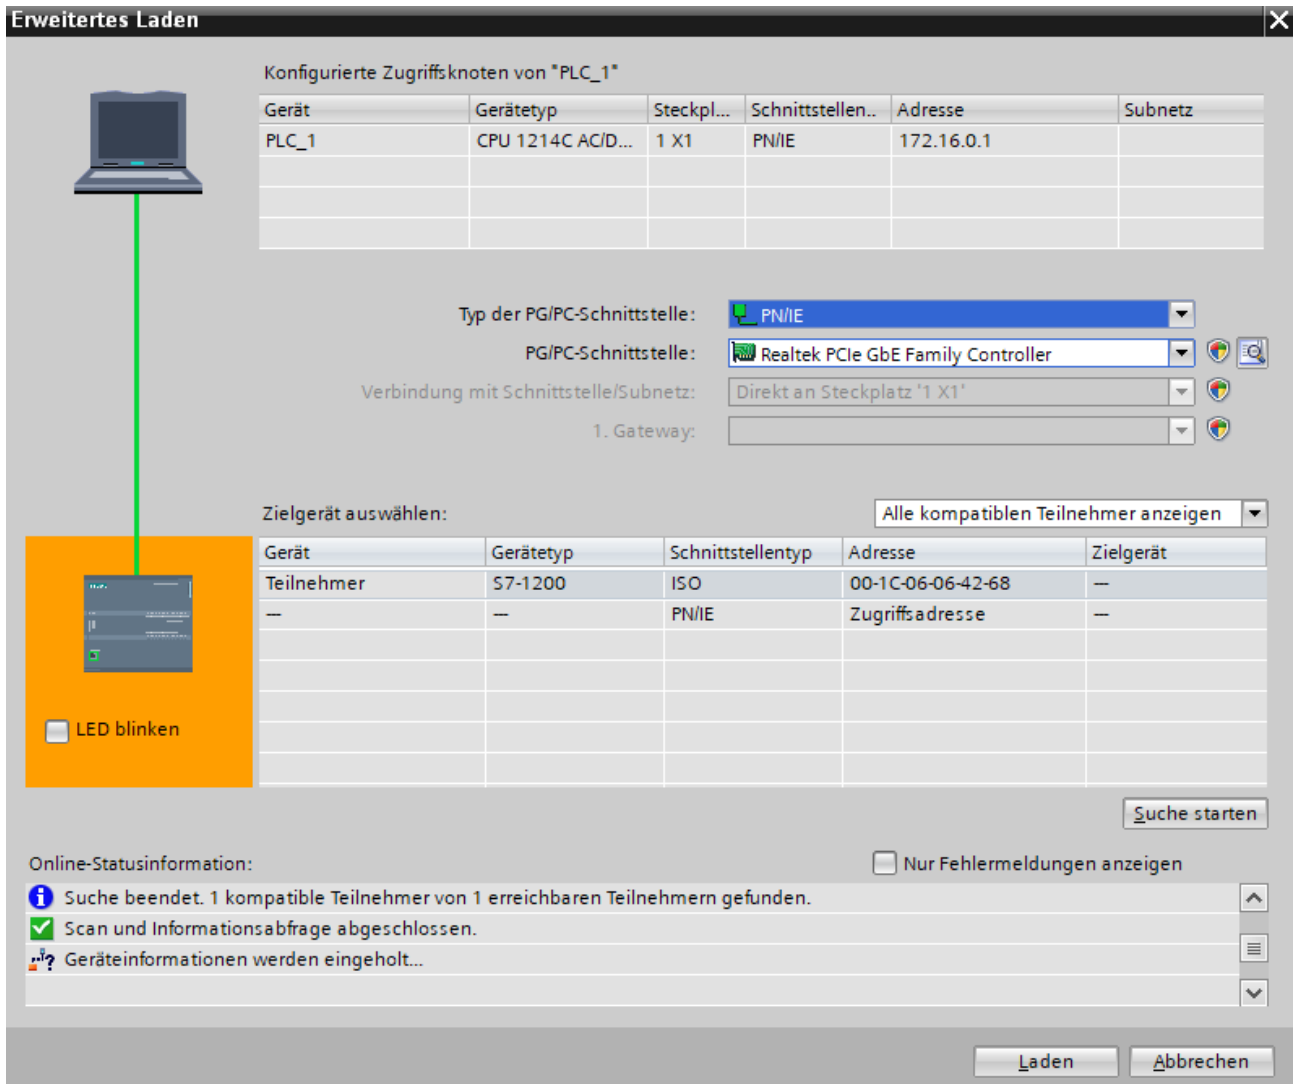 Erweitertes Laden
Konfigurierte Zugriffsknoten von "PLC_1"
Gerät Gerätetyp Steckpl... Schnittstellen.. Adresse Subnetz
PLC_1 CPU 1214C AC/D... 1 X1 PN/IE 172.16.0.1
Typ der PG/PC-Schnittstelle: PN/IE
PG/PC-Schnittstelle: Realtek PCIe GbE Family Controller
Verbindung mit Schnittstelle/Subnetz: Direkt an Steckplatz '1 X1'
1. Gateway:
Zielgerät auswählen: Alle kompatiblen Teilnehmer anzeigen
Gerät Gerätetyp Schnittstellentyp Adresse Zielgerät
Teilnehmer S7-1200 ISO 00-1C-06-06-42-68 —
— — PN/IE Zugriffsadresse —
LED blinken
Suche starten
Online-Statusinformation: Nur Fehlermeldungen anzeigen
Suche beendet. 1 kompatible Teilnehmer von 1 erreichbaren Teilnehmern gefunden.
Scan und Informationsabfrage abgeschlossen.
Geräteinformationen werden eingeholt...
Laden Abbrechen